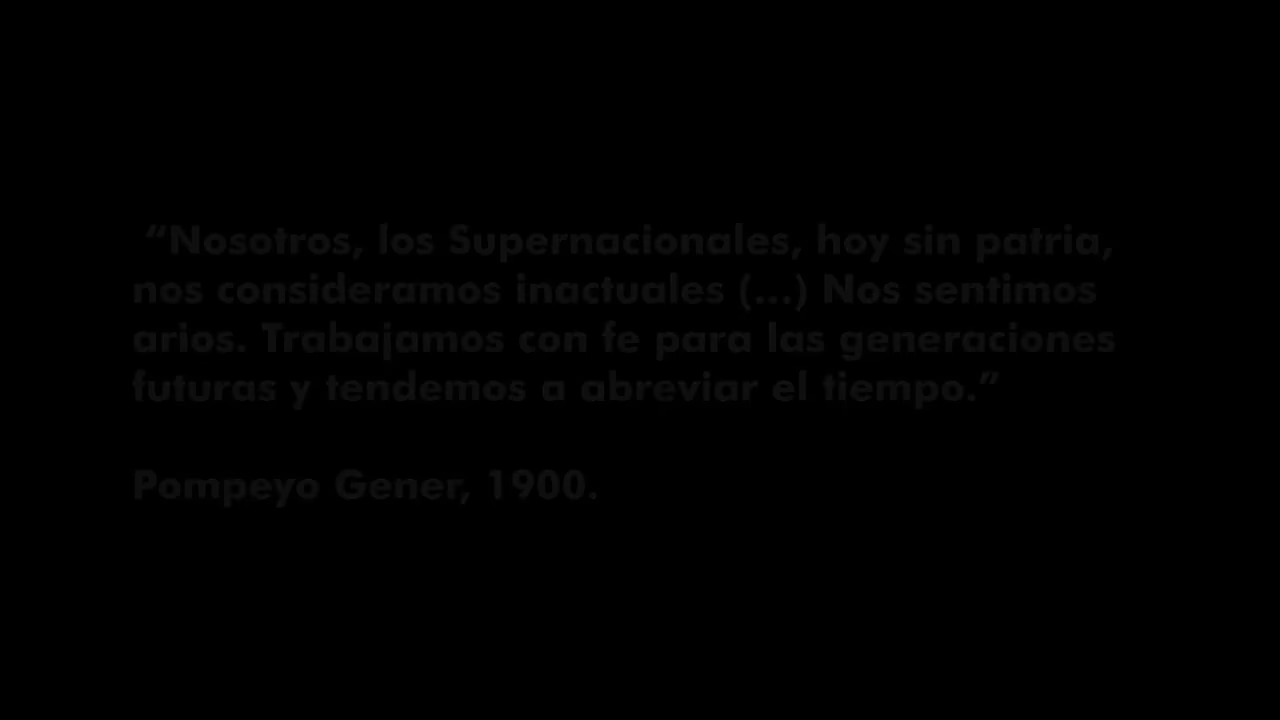 “Nosotros, los Supernacionales, hoy sin patria,
nos consideramos inactuales (...) Nos sentimos
arios. Trabajamos con fe para las generaciones
futuras y tendemos a abreviar el tiempo.”
Pompeyo Gener, 1900.